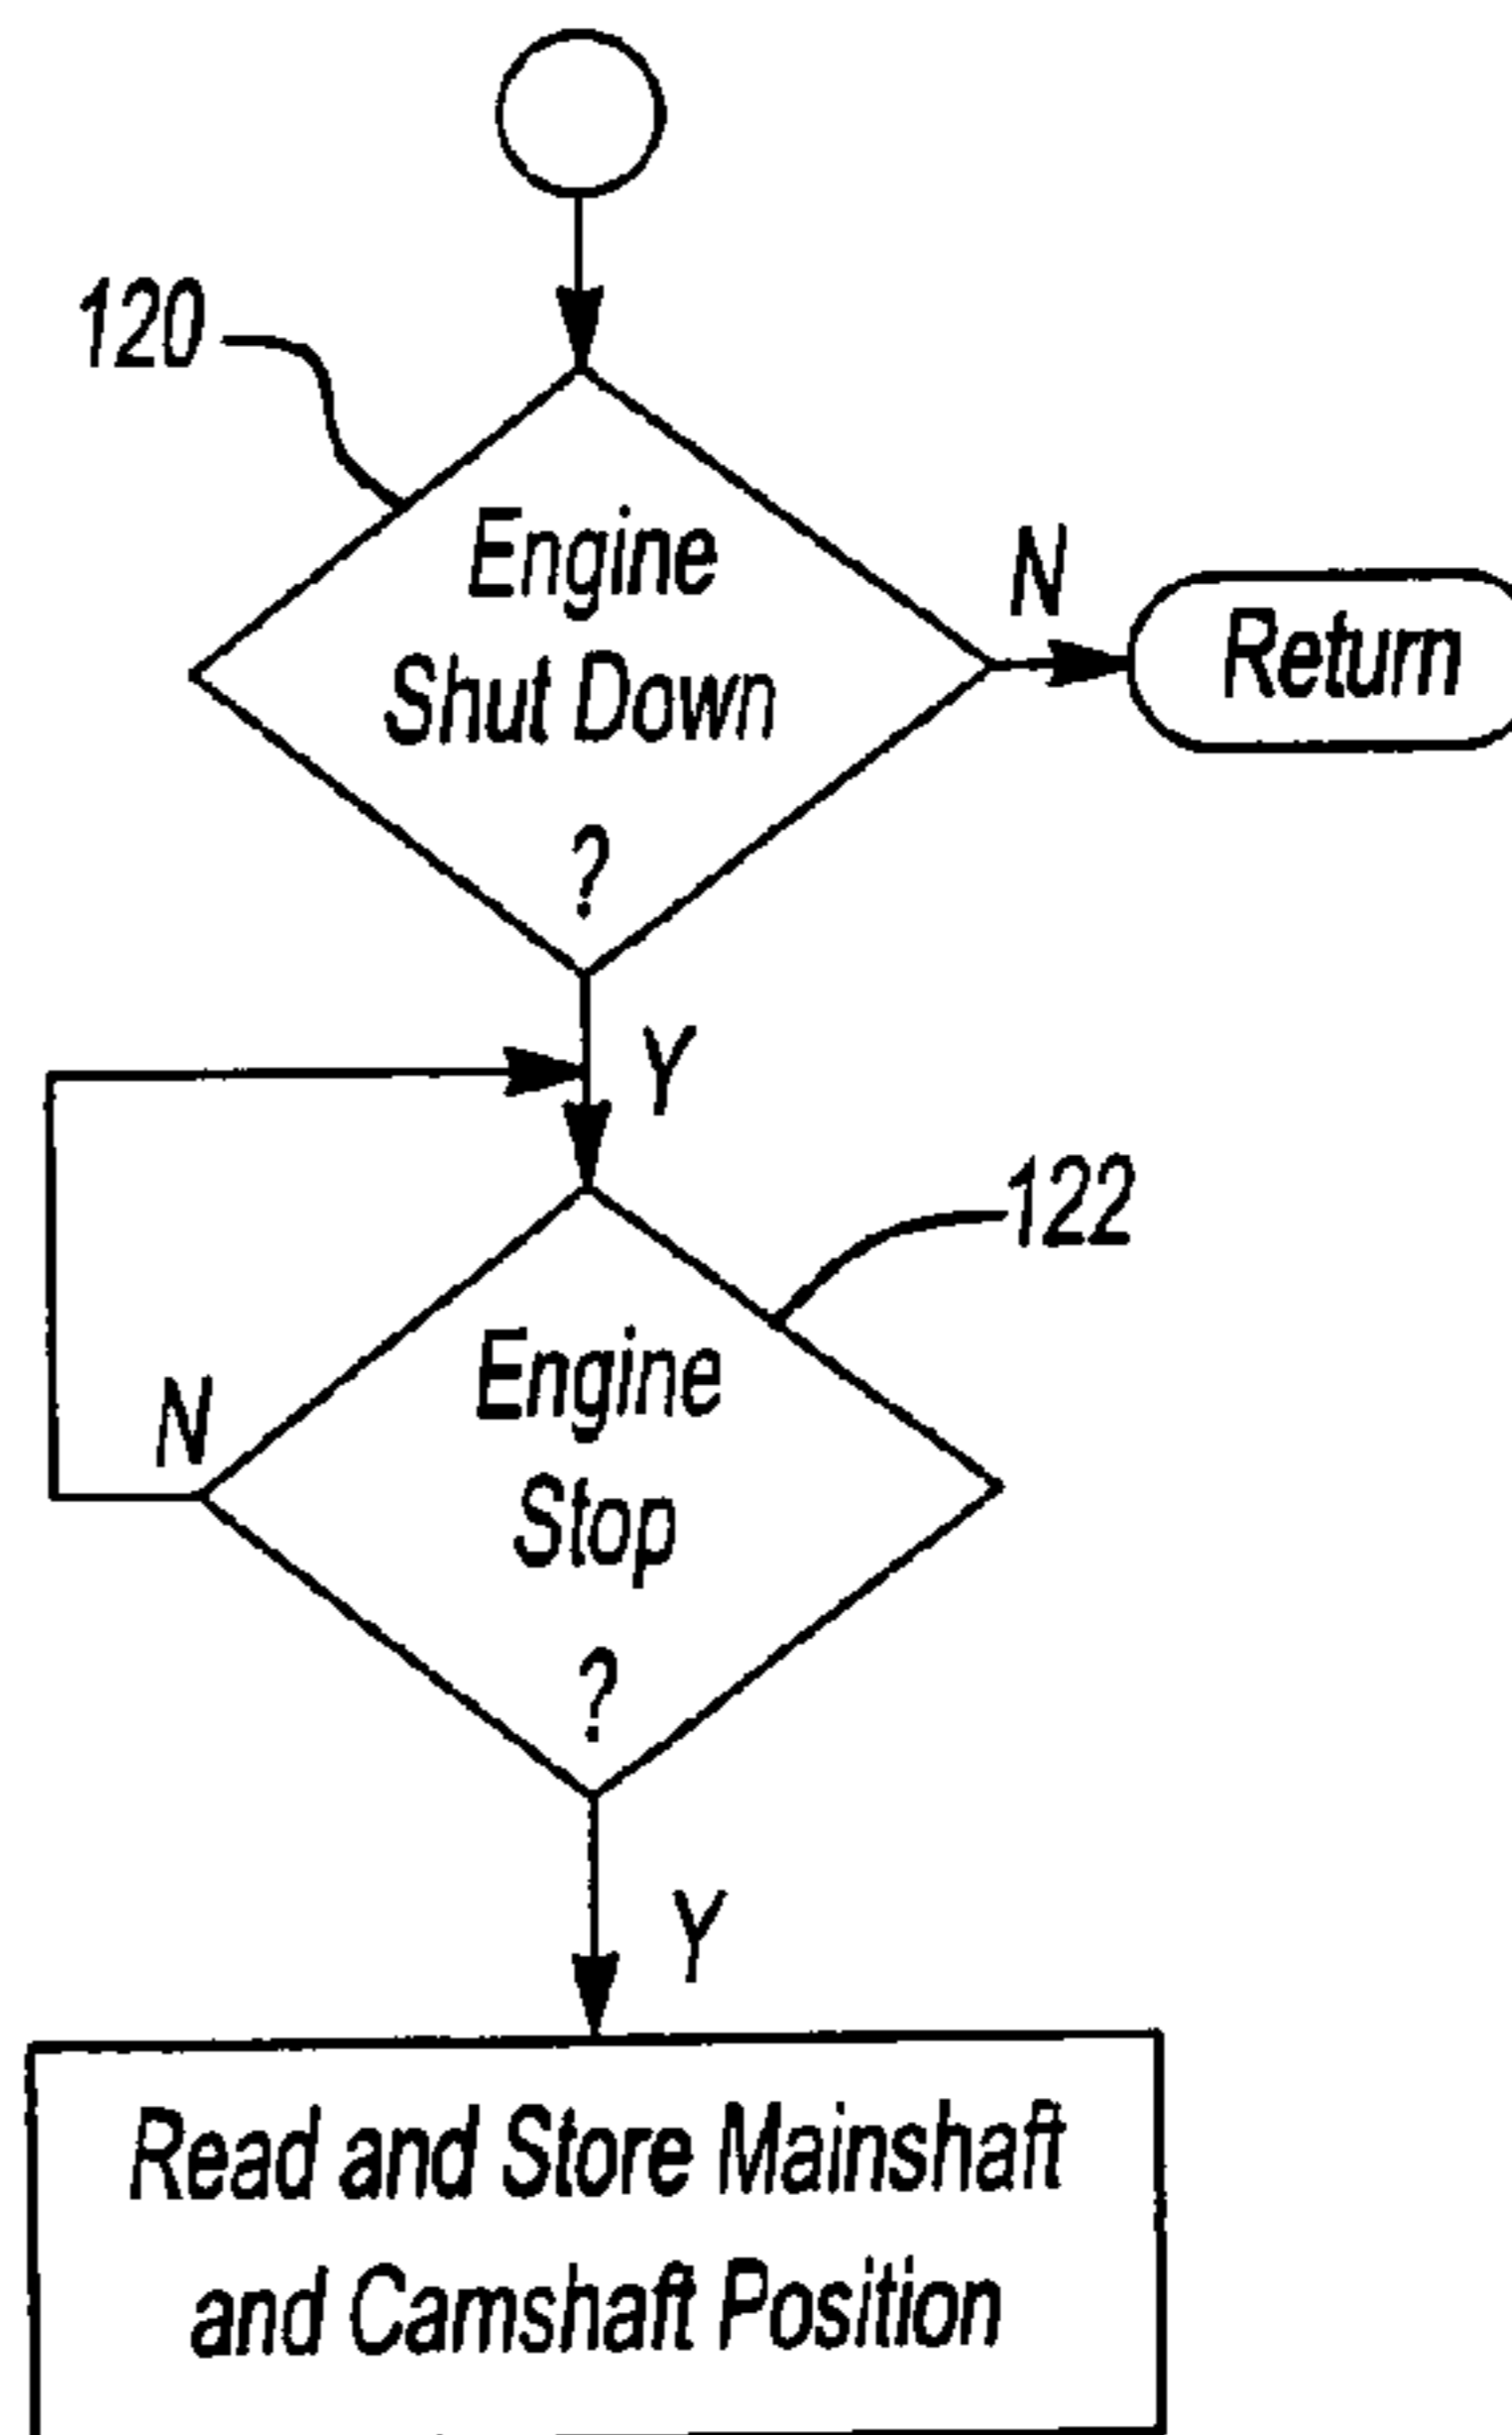 120
Engine
Shut Down
?
N
Return
Y
122
Engine
Stop
?
N
Y
Read and Store Mainshaft
and Camshaft Position